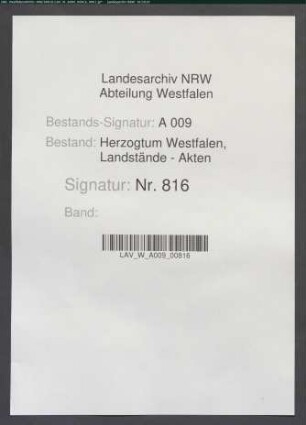 Landesarchiv NRW
Abteilung Westfalen
Bestands-Signatur: A 009
Bestand: Herzogtum Westfalen,
Landstände - Akten
Signatur: Nr. 816
Band:
LAV_W_A009_00816